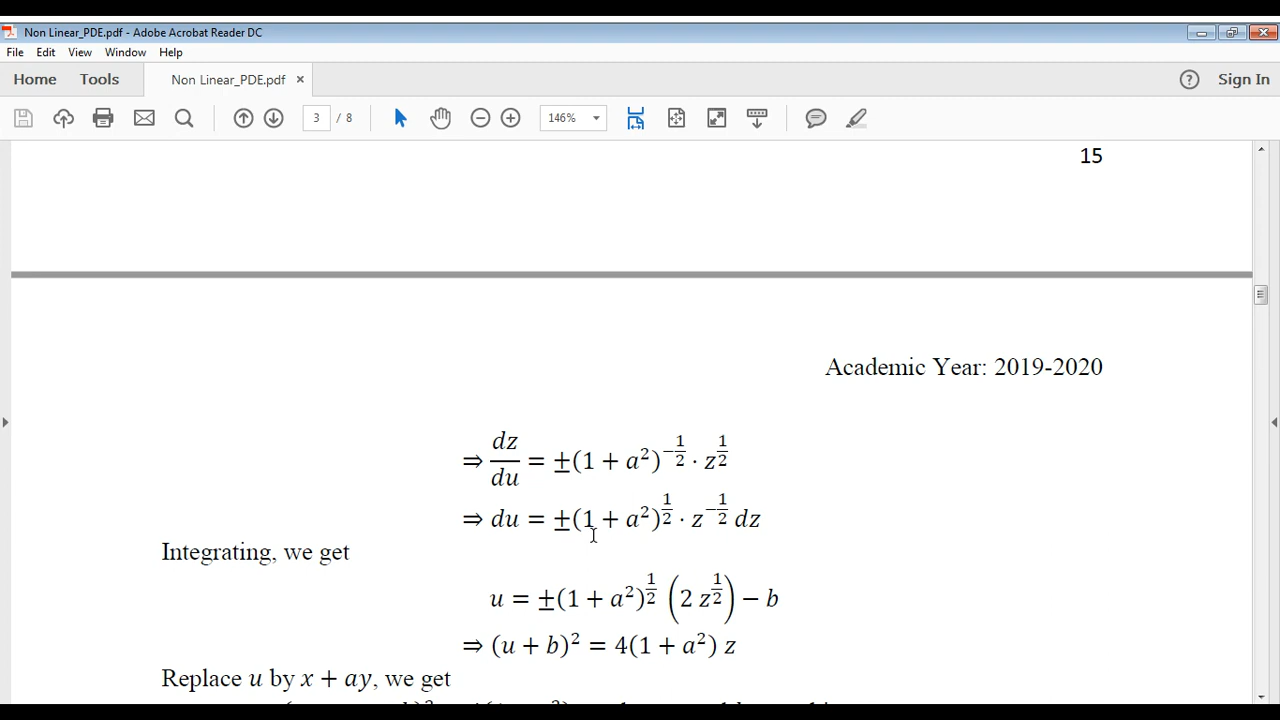 Non Linear_PDE.pdf - Adobe Acrobat Reader DC
File Edit View Window Help
Home Tools Non Linear_PDE.pdf × Sign In
3 / 8 146%
15
Academic Year: 2019-2020
⇒ dz/du = ±(1 + a²)^(-1/2) · z^(1/2)
⇒ du = ±(1 + a²)^(1/2) · z^(-1/2) dz
Integrating, we get
u = ±(1 + a²)^(1/2) (2 z^(1/2)) − b
⇒ (u + b)² = 4(1 + a²) z
Replace u by x + ay, we get